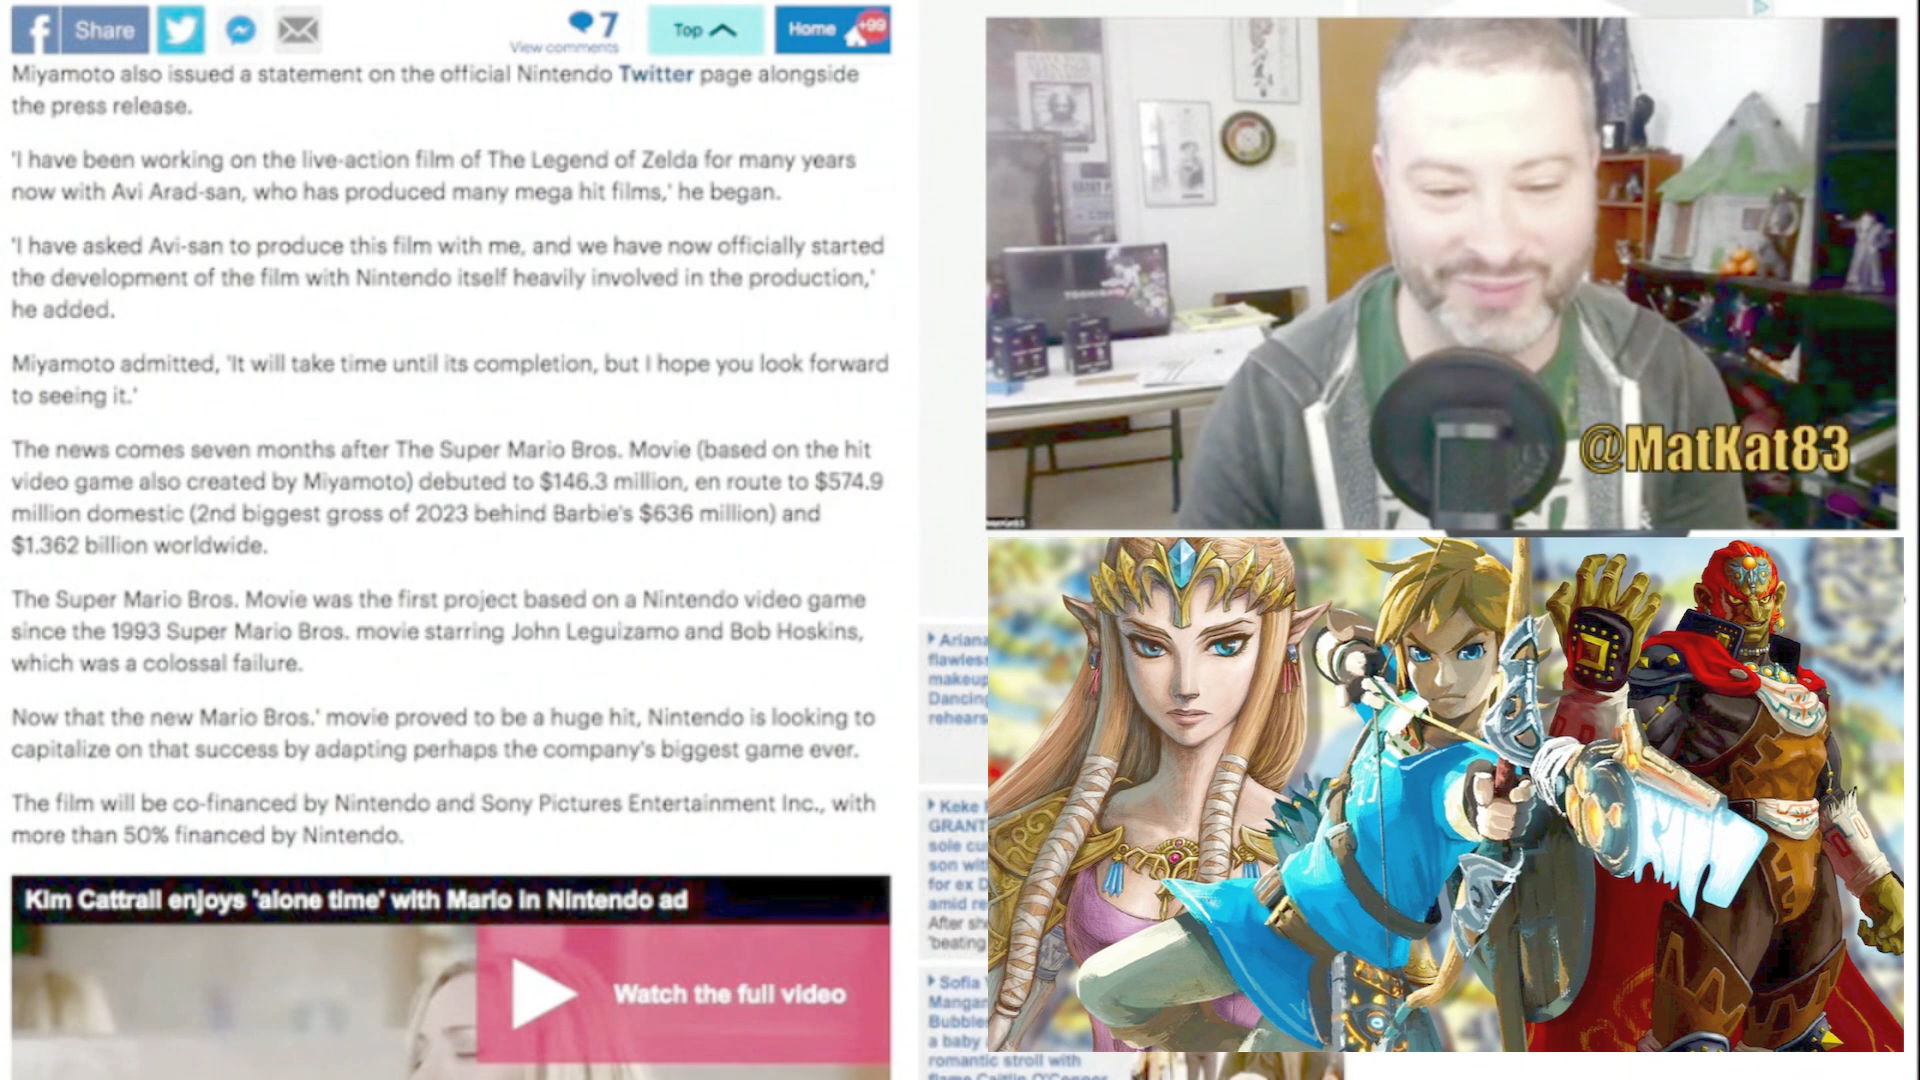 Share
7
View comments
Top
Home
+99
Miyamoto also issued a statement on the official Nintendo Twitter page alongside
the press release.
'I have been working on the live-action film of The Legend of Zelda for many years
now with Avi Arad-san, who has produced many mega hit films,' he began.
'I have asked Avi-san to produce this film with me, and we have now officially started
the development of the film with Nintendo itself heavily involved in the production,'
he added.
Miyamoto admitted, 'It will take time until its completion, but I hope you look forward
to seeing it.'
The news comes seven months after The Super Mario Bros. Movie (based on the hit
video game also created by Miyamoto) debuted to $146.3 million, en route to $574.9
million domestic (2nd biggest gross of 2023 behind Barbie's $636 million) and
$1.362 billion worldwide.
The Super Mario Bros. Movie was the first project based on a Nintendo video game
since the 1993 Super Mario Bros. movie starring John Leguizamo and Bob Hoskins,
which was a colossal failure.
Now that the new Mario Bros.' movie proved to be a huge hit, Nintendo is looking to
capitalize on that success by adapting perhaps the company's biggest game ever.
The film will be co-financed by Nintendo and Sony Pictures Entertainment Inc., with
more than 50% financed by Nintendo.
Kim Cattrall enjoys 'alone time' with Mario in Nintendo ad
Watch the full video
@MatKat83
TOSHIBA
Ariana
flawless
makeup
Dancing
rehears
Keke
GRANT
sole cu
son wit
for ex D
amid re
After sh
'beating
Sofia
Mangan
Bubble
a baby
romantic stroll with
flame Caitlin O'Connor